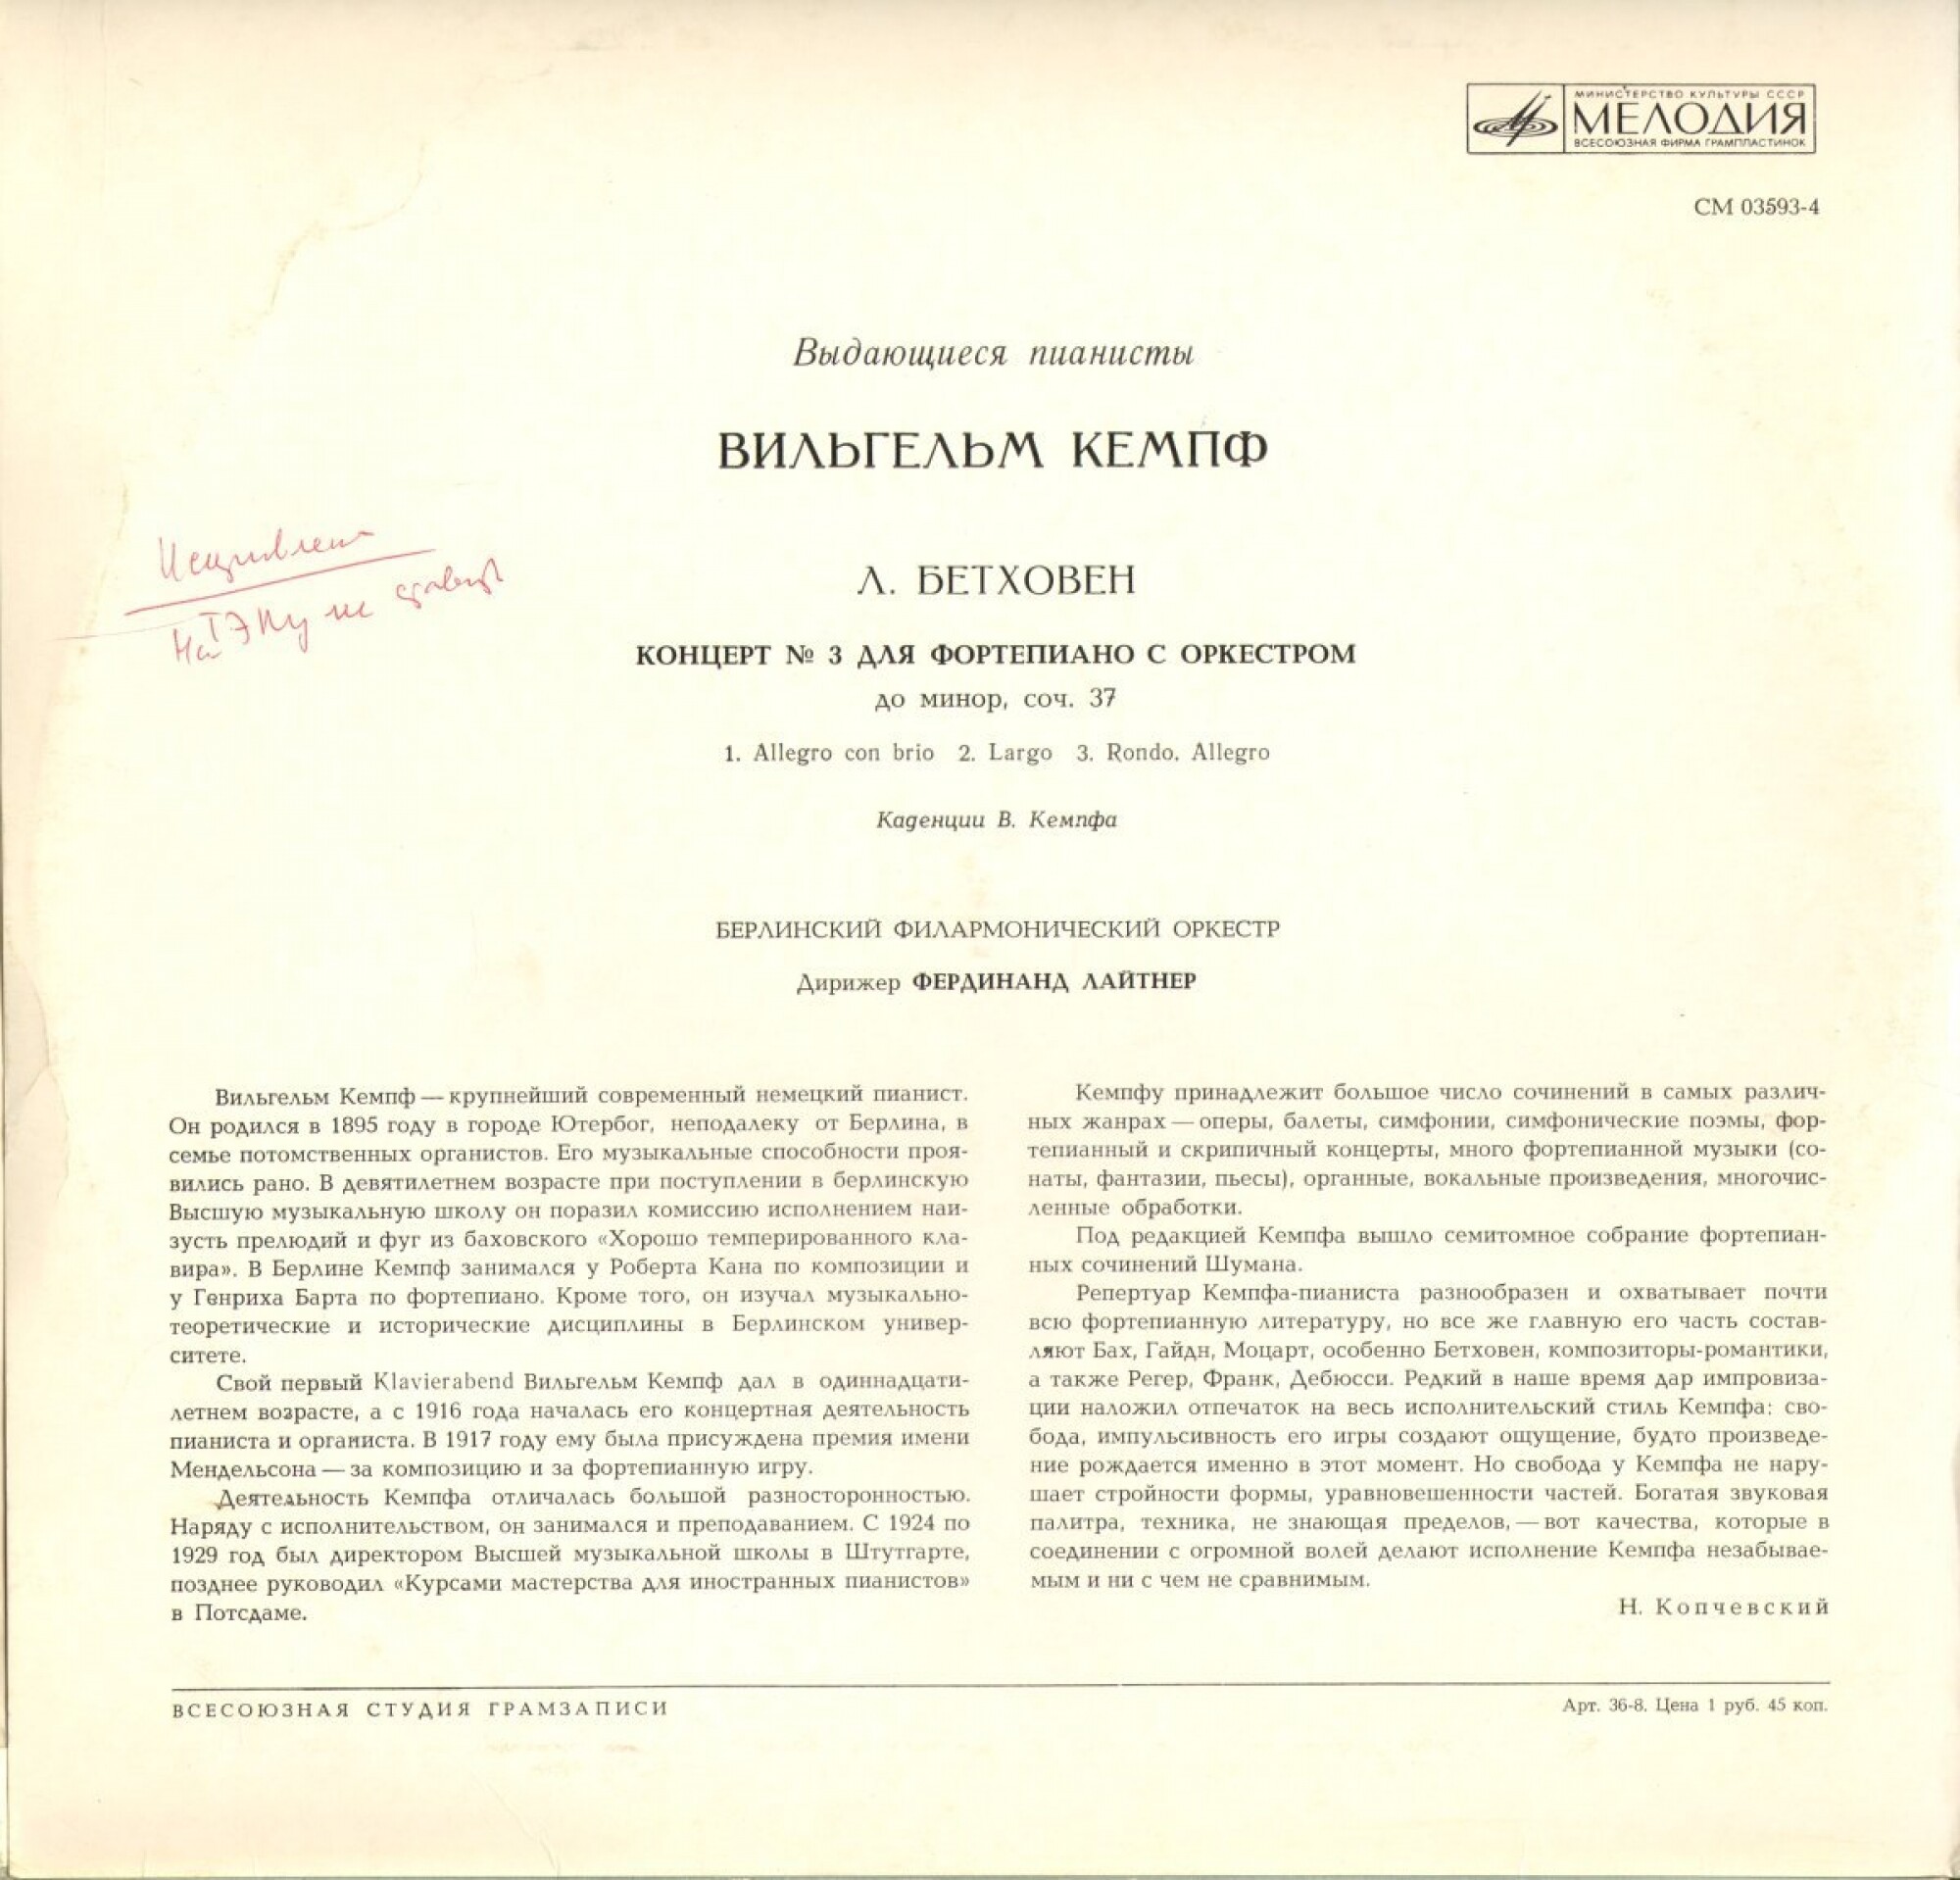 МИНИСТЕРСТВО КУЛЬТУРЫ СССР
МЕЛОДИЯ
ВСЕСОЮЗНАЯ ФИРМА ГРАМПЛАСТИНОК
СМ 03593-4
Выдающиеся пианисты
ВИЛЬГЕЛЬМ КЕМПФ
Л. БЕТХОВЕН
КОНЦЕРТ № 3 ДЛЯ ФОРТЕПИАНО С ОРКЕСТРОМ
до минор, соч. 37
1. Allegro con brio 2. Largo 3. Rondo. Allegro
Каденции В. Кемпфа
БЕРЛИНСКИЙ ФИЛАРМОНИЧЕСКИЙ ОРКЕСТР
Дирижер ФЕРДИНАНД ЛАЙТНЕР
На не
Вильгельм Кемпф — крупнейший современный немецкий пианист.
Он родился в 1895 году в городе Ютербог, неподалеку от Берлина, в
семье потомственных органистов. Его музыкальные способности проя-
вились рано. В девятилетнем возрасте при поступлении в берлинскую
Высшую музыкальную школу он поразил комиссию исполнением наи-
зусть прелюдий и фуг из баховского «Хорошо темперированного кла-
вира». В Берлине Кемпф занимался у Роберта Кана по композиции и
у Генриха Барта по фортепиано. Кроме того, он изучал музыкально-
теоретические и исторические дисциплины в Берлинском универ-
ситете.
Свой первый Klavierabend Вильгельм Кемпф дал в одиннадцати-
летнем возрасте, а с 1916 года началась его концертная деятельность
пианиста и органиста. В 1917 году ему была присуждена премия имени
Мендельсона — за композицию и за фортепианную игру.
Деятельность Кемпфа отличалась большой разносторонностью.
Наряду с исполнительством, он занимался и преподаванием. С 1924 по
1929 год был директором Высшей музыкальной школы в Штутгарте,
позднее руководил «Курсами мастерства для иностранных пианистов»
в Потсдаме.
Кемпфу принадлежит большое число сочинений в самых различ-
ных жанрах — оперы, балеты, симфонии, симфонические поэмы, фор-
тепианный и скрипичный концерты, много фортепианной музыки (со-
наты, фантазии, пьесы), органные, вокальные произведения, многочис-
ленные обработки.
Под редакцией Кемпфа вышло семитомное собрание фортепиан-
ных сочинений Шумана.
Репертуар Кемпфа-пианиста разнообразен и охватывает почти
всю фортепианную литературу, но все же главную его часть состав-
ляют Бах, Гайдн, Моцарт, особенно Бетховен, композиторы-романтики,
а также Регер, Франк, Дебюсси. Редкий в наше время дар импровиза-
ции наложил отпечаток на весь исполнительский стиль Кемпфа: сво-
бода, импульсивность его игры создают ощущение, будто произведе-
ние рождается именно в этот момент. Но свобода у Кемпфа не нару-
шает стройности формы, уравновешенности частей. Богатая звуковая
палитра, техника, не знающая пределов, — вот качества, которые в
соединении с огромной волей делают исполнение Кемпфа незабывае-
мым и ни с чем не сравнимым.
Н. Копчевский
ВСЕСОЮЗНАЯ СТУДИЯ ГРАМЗАПИСИ
Арт. 36-8. Цена 1 руб. 45 коп.